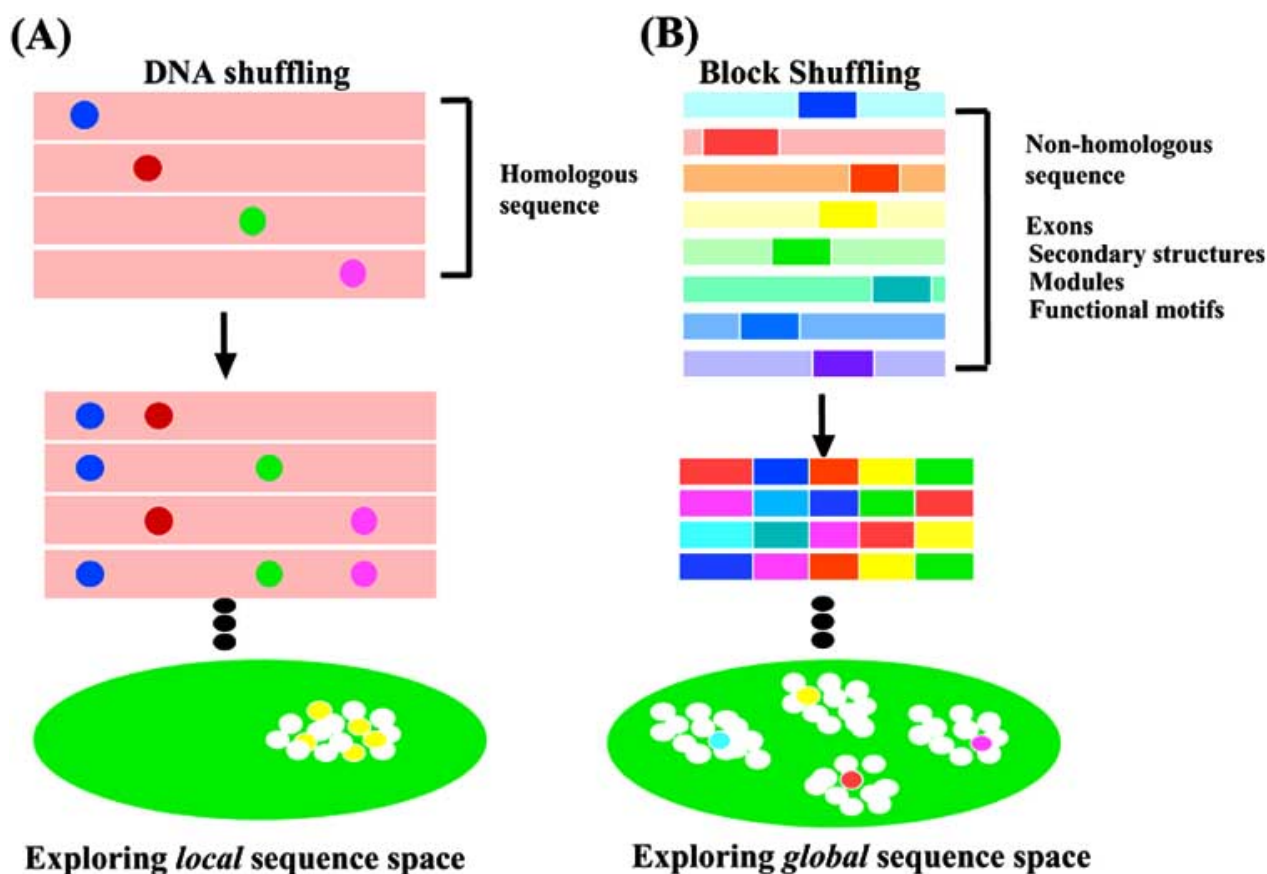 (A)
DNA shuffling
Homologous
sequence
Exploring local sequence space
(B)
Block Shuffling
Non-homologous
sequence
Exons
Secondary structures
Modules
Functional motifs
Exploring global sequence space